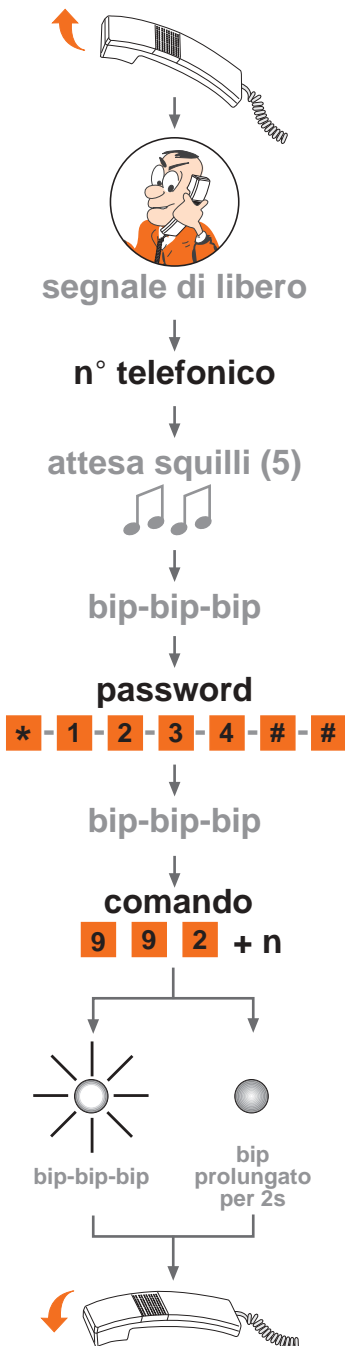 segnale di libero
n° telefonico
attesa squilli (5)
bip-bip-bip
password
* - 1 - 2 - 3 - 4 - # - #
bip-bip-bip
comando
9 9 2 + n
bip-bip-bip
bip
prolungato
per 2s